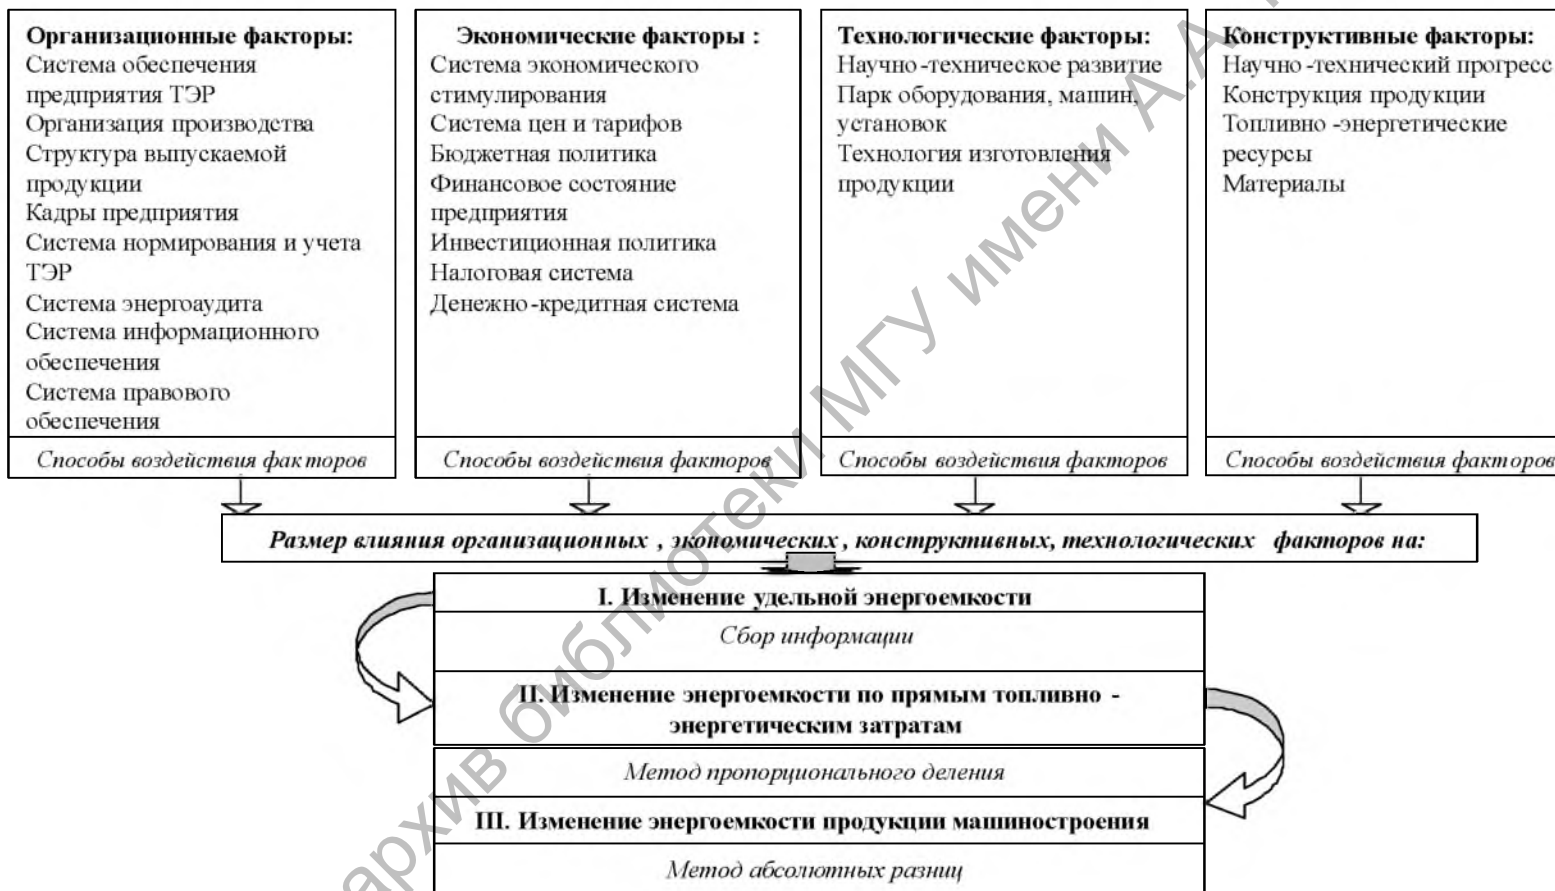 Организационные факторы:
Система обеспечения
предприятия ТЭР
Организация производства
Структура выпускаемой
продукции
Кадры предприятия
Система нормирования и учета
ТЭР
Система энергоаудита
Система информационного
обеспечения
Система правового
обеспечения
Способы воздействия факторов
Экономические факторы :
Система экономического
стимулирования
Система цен и тарифов
Бюджетная политика
Финансовое состояние
предприятия
Инвестиционная политика
Налоговая система
Денежно-кредитная система
Способы воздействия факторов
Технологические факторы:
Научно-техническое развитие
Парк оборудования, машин,
установок
Технология изготовления
продукции
Способы воздействия факторов
Конструктивные факторы:
Научно-технический прогресс
Конструкция продукции
Топливно-энергетические
ресурсы
Материалы
Способы воздействия факторов
Размер влияния организационных , экономических , конструктивных, технологических факторов на:
I. Изменение удельной энергоемкости
Сбор информации
II. Изменение энергоемкости по прямым топливно -
энергетическим затратам
Метод пропорционального деления
III. Изменение энергоемкости продукции машиностроения
Метод абсолютных разниц
архив библиотеки МГУ имени А.А.